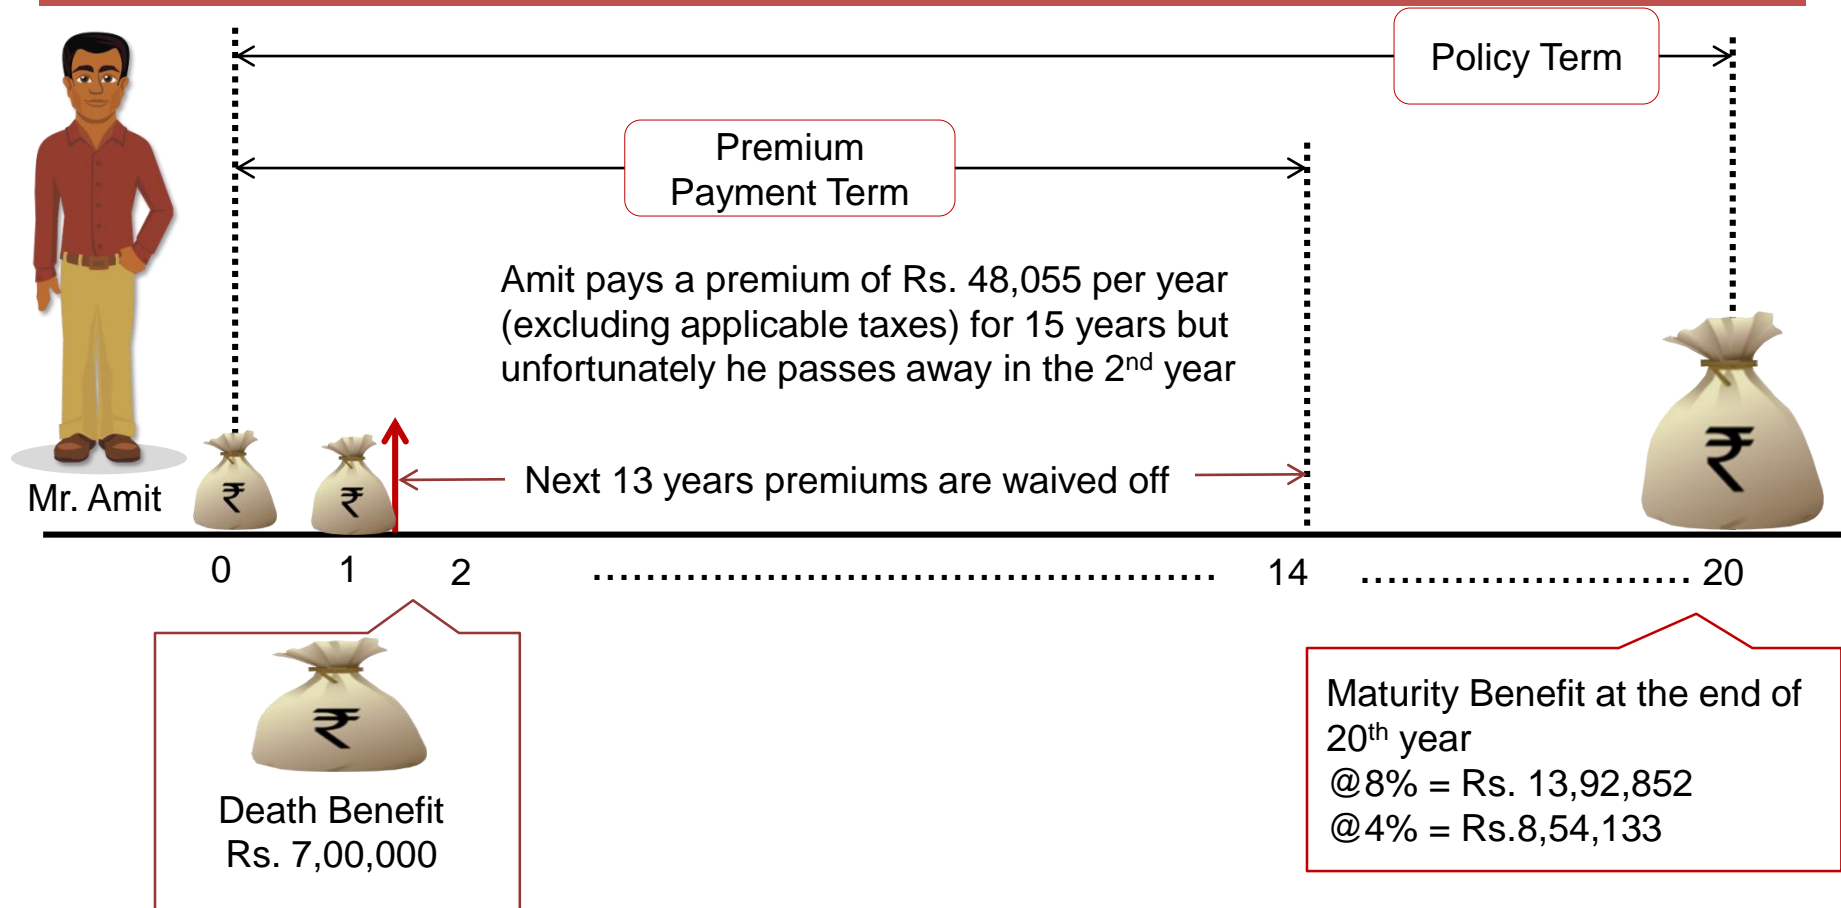 Policy Term
Premium
Payment Term
Amit pays a premium of Rs. 48,055 per year
(excluding applicable taxes) for 15 years but
unfortunately he passes away in the 2nd year
Next 13 years premiums are waived off
Mr. Amit
₹
₹
₹
0 1 2 ............................................... 14 ......................... 20
₹
Death Benefit
Rs. 7,00,000
Maturity Benefit at the end of
20th year
@8% = Rs. 13,92,852
@4% = Rs.8,54,133